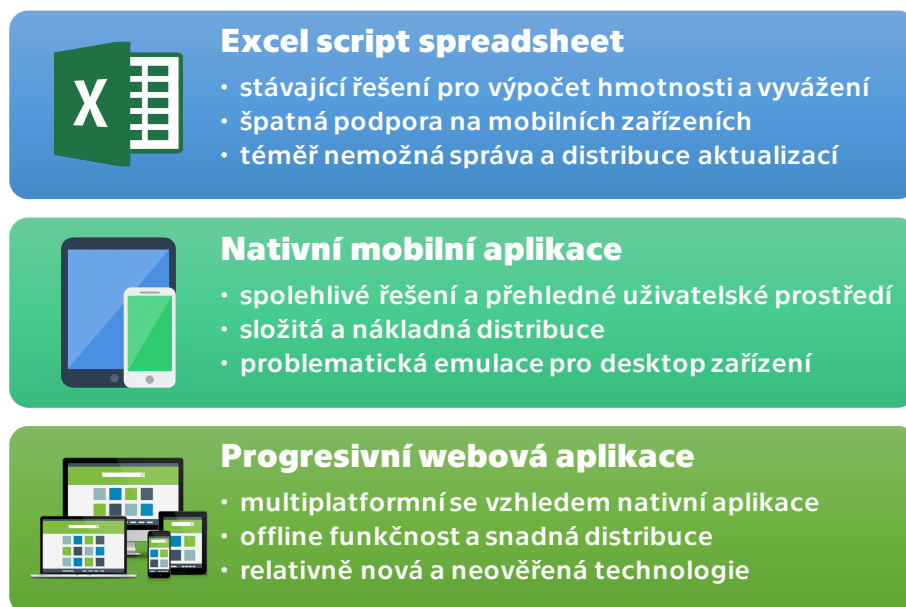 X
Excel script spreadsheet
• stávající řešení pro výpočet hmotnosti a vyvážení
• špatná podpora na mobilních zařízeních
• téměř nemožná správa a distribuce aktualizací
Nativní mobilní aplikace
• spolehlivé řešení a přehledné uživatelské prostředí
• složitá a nákladná distribuce
• problematická emulace pro desktop zařízení
Progresivní webová aplikace
• multiplatformní se vzhledem nativní aplikace
• offline funkčnost a snadná distribuce
• relativně nová a neověřená technologie